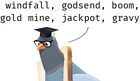 windfall, godsend, boom,
gold mine, jackpot, gravy